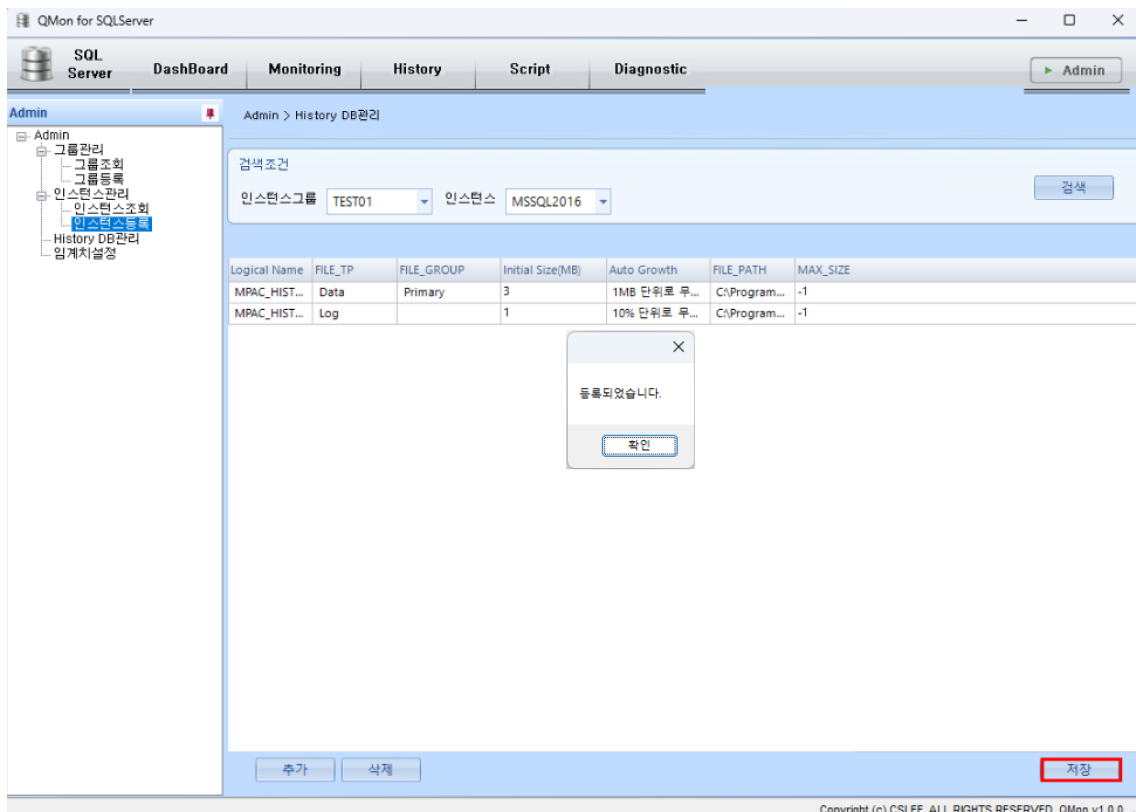 QMon for SQLServer
SQL Server DashBoard Monitoring History Script Diagnostic Admin
Admin
Admin > History DB관리
Admin
그룹관리
그룹조회
그룹등록
인스턴스관리
인스턴스조회
인스턴스등록
History DB관리
임계치설정
검색조건
인스턴스그룹 TEST01 인스턴스 MSSQL2016 검색
Logical Name FILE_TP FILE_GROUP Initial Size(MB) Auto Growth FILE_PATH MAX_SIZE
MPAC_HIST... Data Primary 3 1MB 단위로 무... C:\Program... -1
MPAC_HIST... Log 1 10% 단위로 무... C:\Program... -1
등록되었습니다.
확인
추가 삭제 저장
Copyright (c) CSLEE. ALL RIGHTS RESERVED. QMon v1.0.0